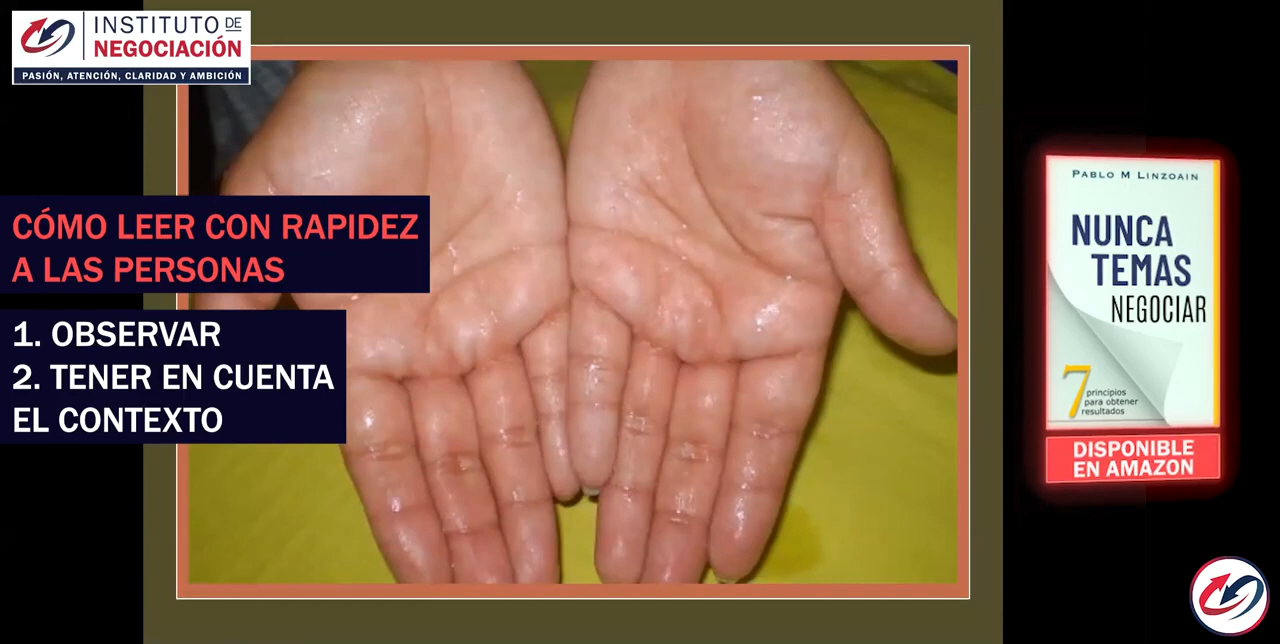 INSTITUTO DE
NEGOCIACIÓN
PASIÓN, ATENCIÓN, CLARIDAD Y AMBICIÓN
CÓMO LEER CON RAPIDEZ
A LAS PERSONAS
1. OBSERVAR
2. TENER EN CUENTA
EL CONTEXTO
PABLO M LINZOAIN
NUNCA
TEMAS
NEGOCIAR
7 principios
para obtener
resultados
DISPONIBLE
EN AMAZON